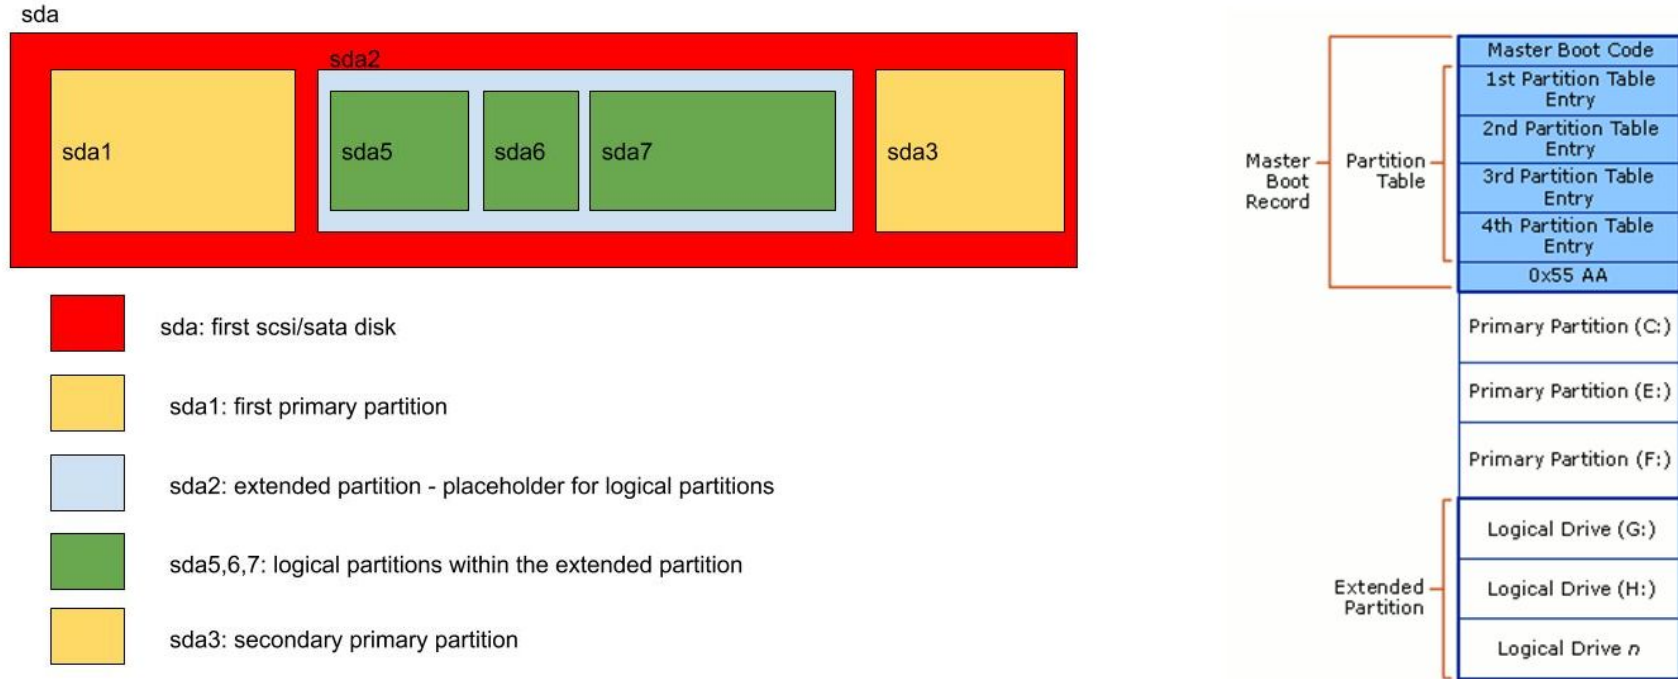 sda
sda2
sda1
sda5
sda6
sda7
sda3
sda: first scsi/sata disk
sda1: first primary partition
sda2: extended partition - placeholder for logical partitions
sda5,6,7: logical partitions within the extended partition
sda3: secondary primary partition
Master
Boot
Record
Partition
Table
Master Boot Code
1st Partition Table
Entry
2nd Partition Table
Entry
3rd Partition Table
Entry
4th Partition Table
Entry
0x55 AA
Primary Partition (C:)
Primary Partition (E:)
Primary Partition (F:)
Extended
Partition
Logical Drive (G:)
Logical Drive (H:)
Logical Drive n